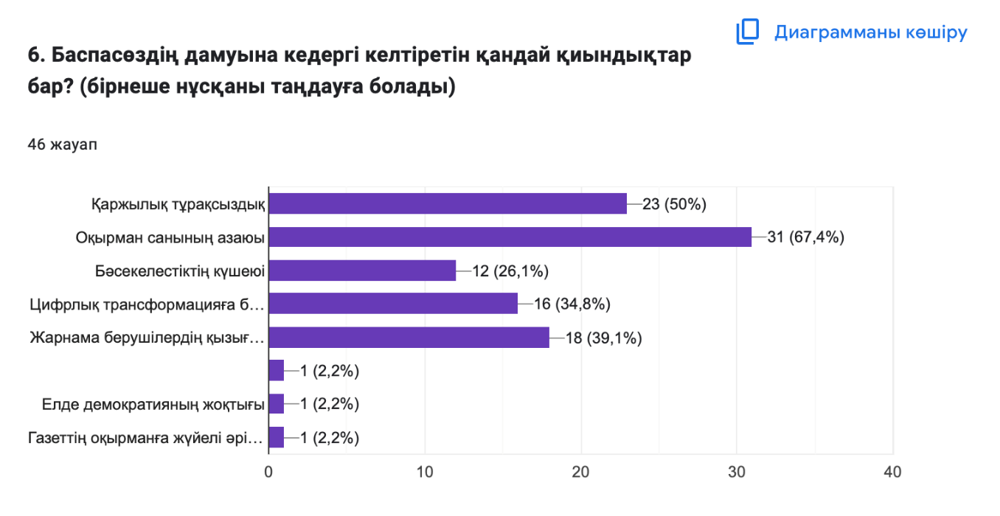 Диаграмманы көшіру
6. Баспасөздің дамуына кедергі келтіретін қандай қиындықтар
бар? (бірнеше нұсқаны таңдауға болады)
46 жауап
Қаржылық тұрақсыздық 23 (50%)
Оқырман санының азаюы 31 (67,4%)
Бәсекелестіктің күшеюі 12 (26,1%)
Цифрлық трансформацияға б... 16 (34,8%)
Жарнама берушілердің қызығ... 18 (39,1%)
1 (2,2%)
Елде демократияның жоқтығы 1 (2,2%)
Газеттің оқырманға жүйелі әрі... 1 (2,2%)
0 10 20 30 40